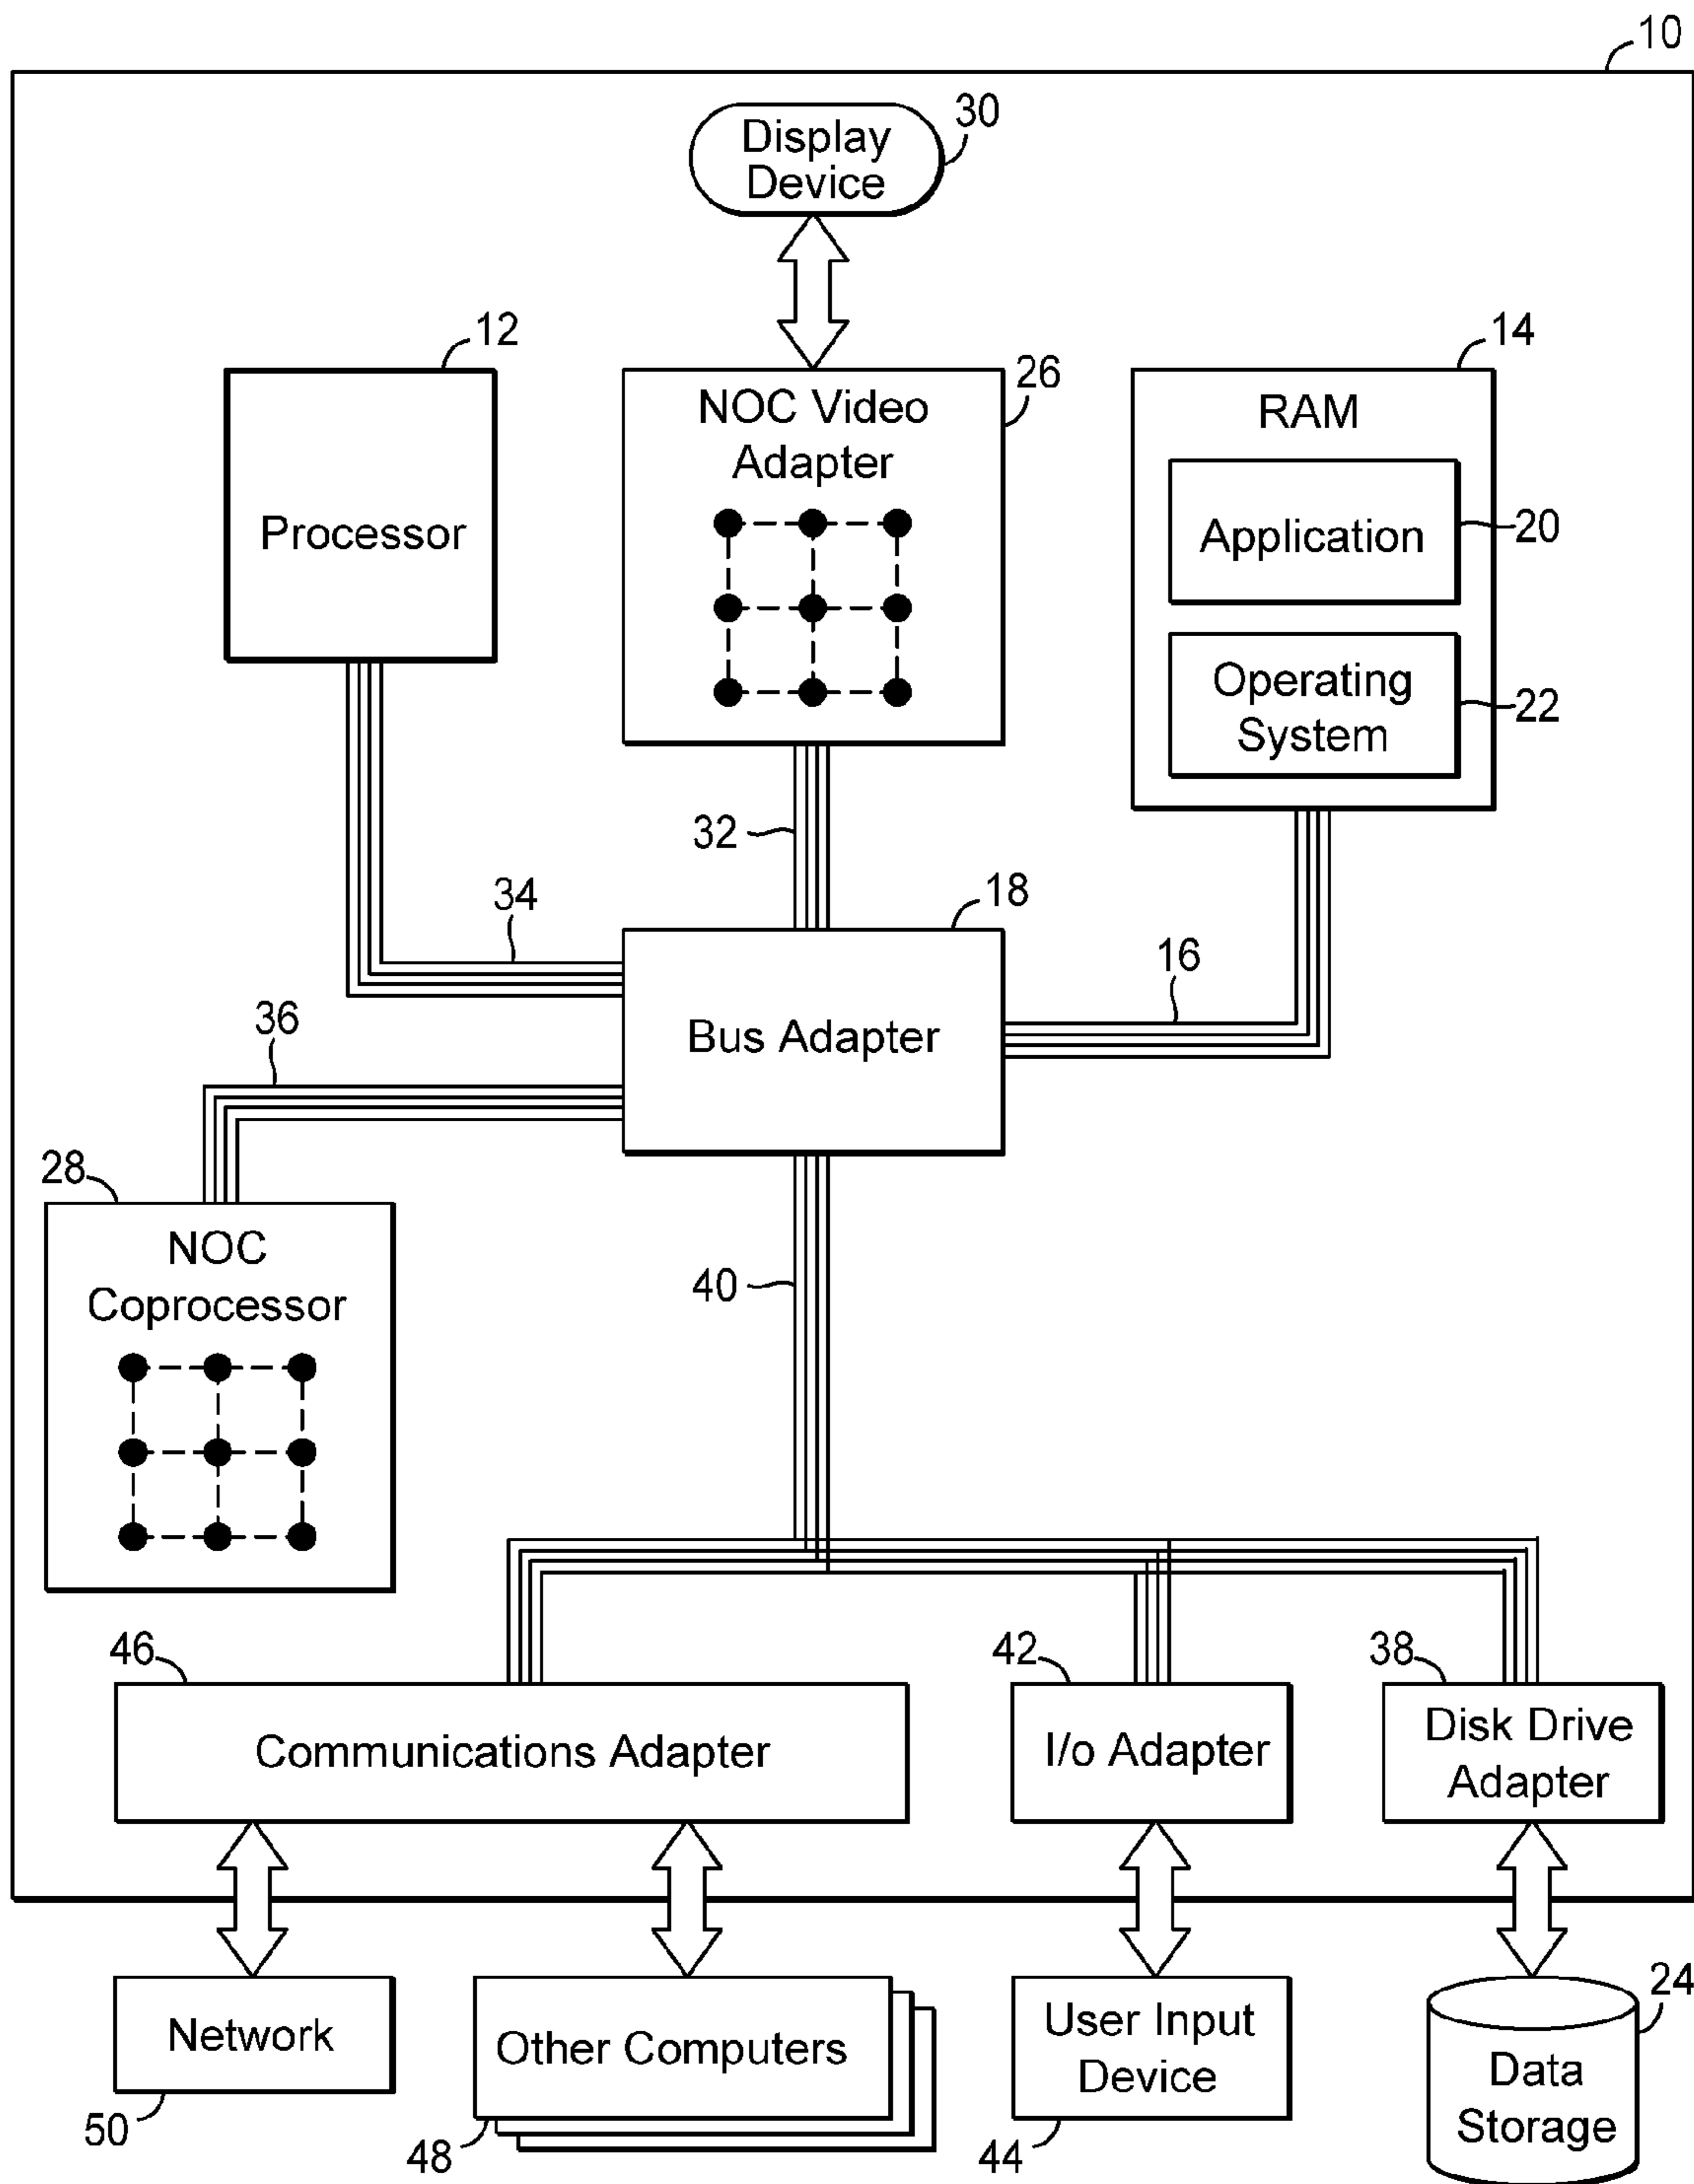 10
Display
Device
30
12
Processor
NOC Video
Adapter
26
14
RAM
Application
20
Operating
System
22
32
34
18
16
Bus Adapter
36
28
NOC
Coprocessor
40
46
Communications Adapter
42
I/o Adapter
38
Disk Drive
Adapter
Network
50
Other Computers
48
User Input
Device
44
24
Data
Storage